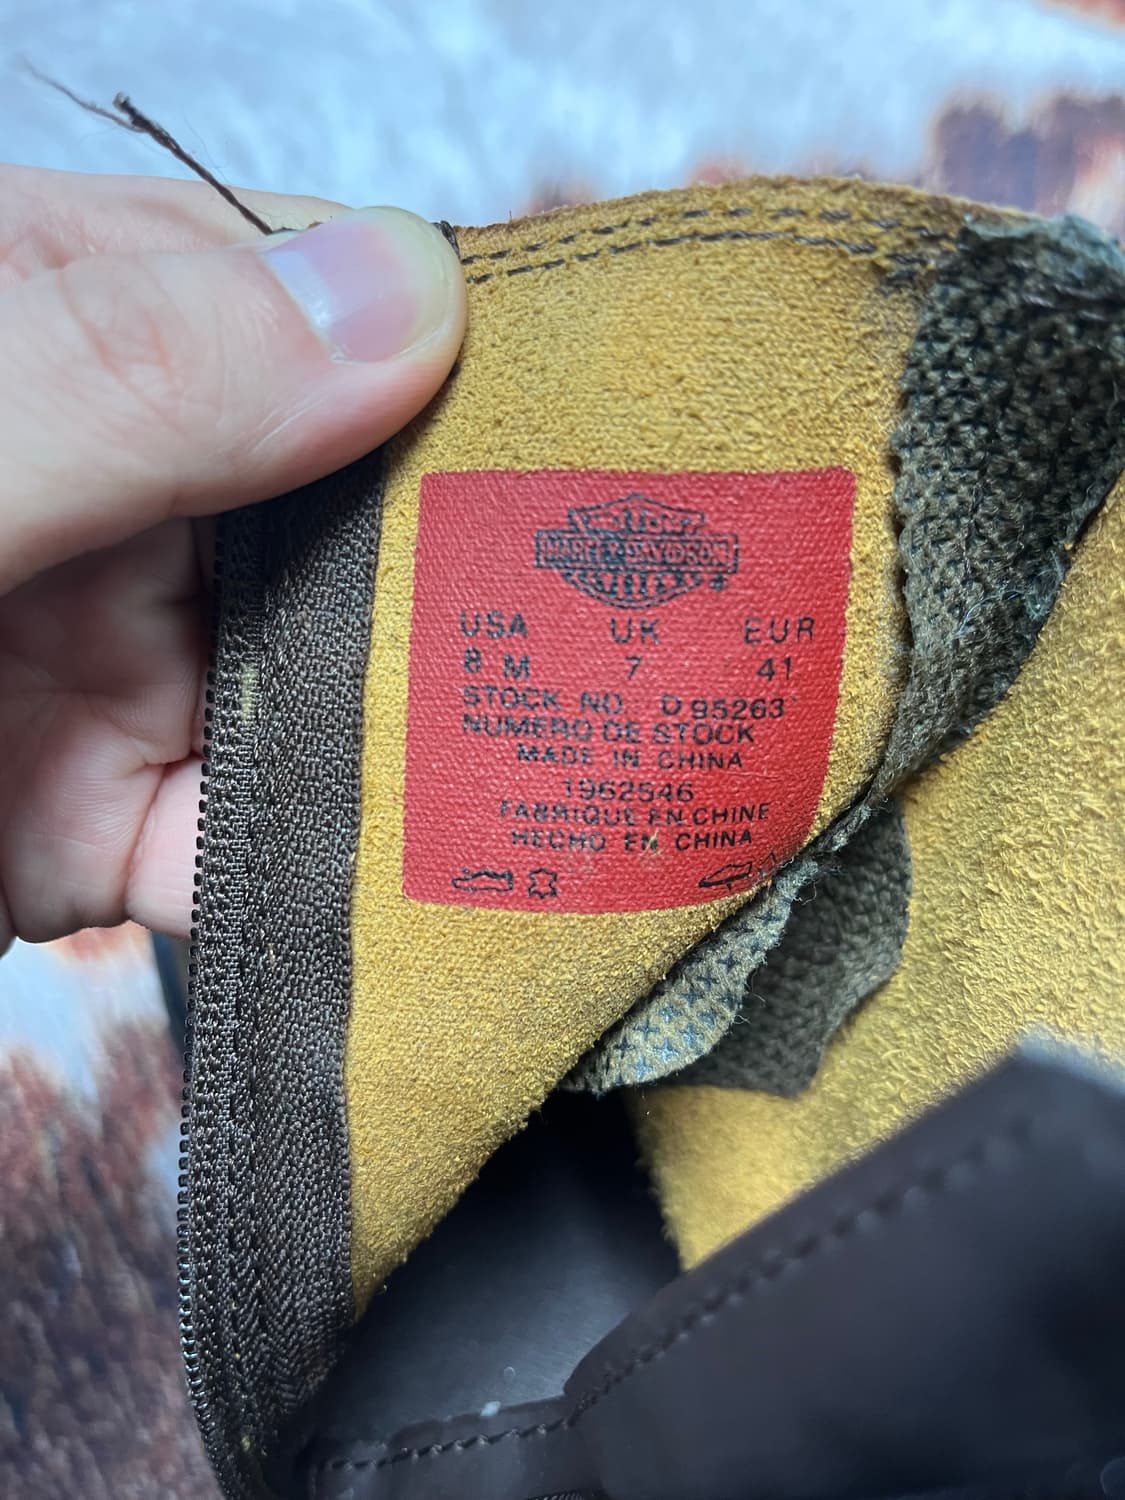 HARLEY-DAVIDSON
USA UK EUR
8 M 7 41
STOCK NO.: D95263
NUMERO DE STOCK
MADE IN CHINA
1962546
FABRIQUE EN CHINE
HECHO EN CHINA